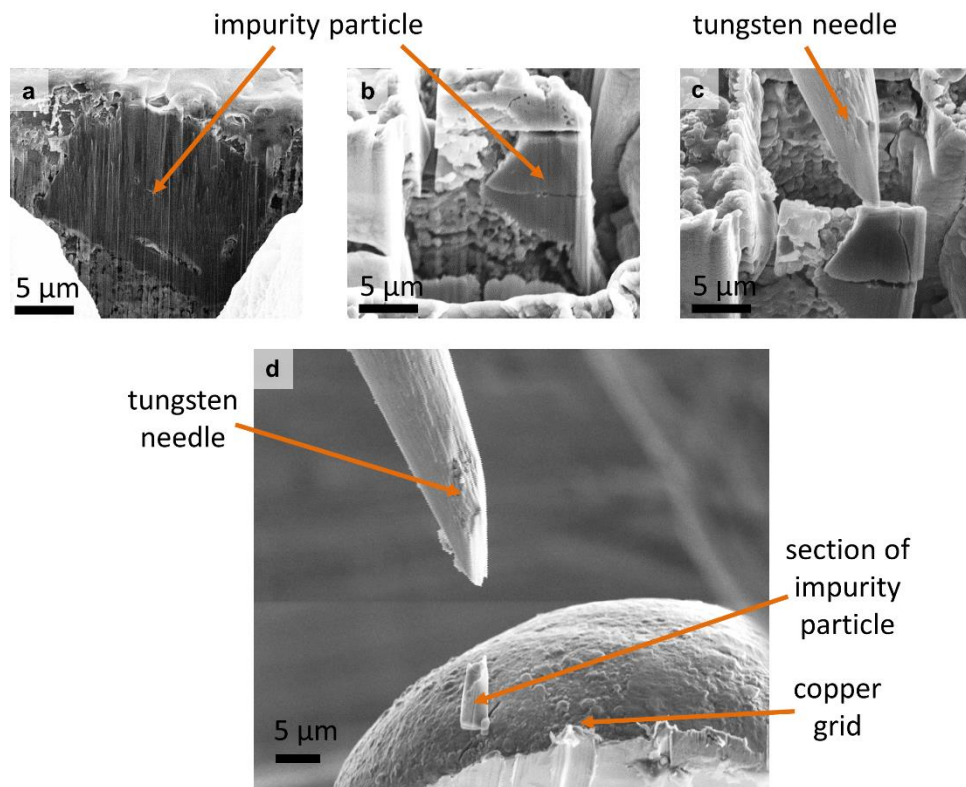 impurity particle
tungsten needle
a
b
c
5 µm
5 µm
5 µm
d
tungsten
needle
section of
impurity
particle
copper
grid
5 µm